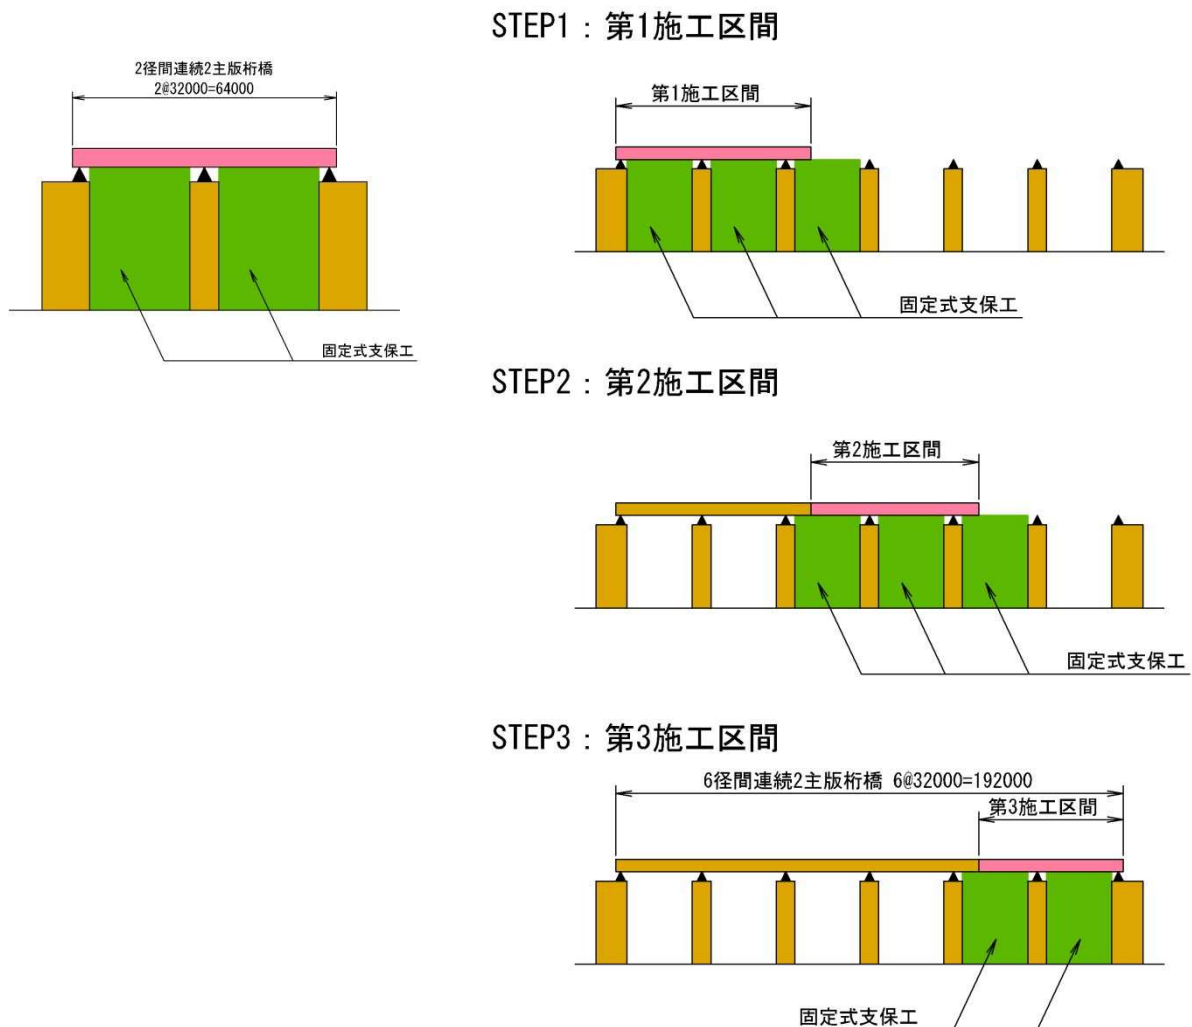 2径間連続2主版桁橋
2@32000=64000
固定式支保工
STEP1：第1施工区間
第1施工区間
固定式支保工
STEP2：第2施工区間
第2施工区間
固定式支保工
STEP3：第3施工区間
6径間連続2主版桁橋 6@32000=192000
第3施工区間
固定式支保工